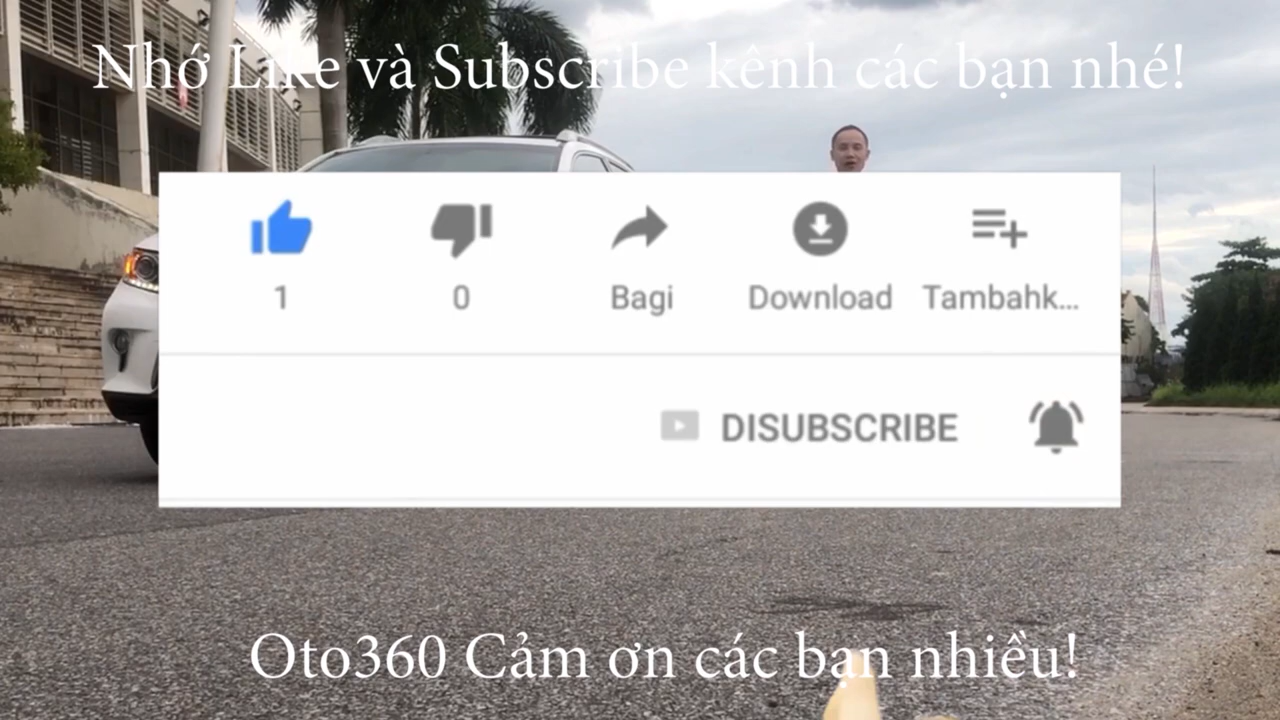 Nhớ Like và Subscribe kênh các bạn nhé!
1 0 Bagi Download Tambahk...
DISUBSCRIBE
Oto360 Cảm ơn các bạn nhiều!